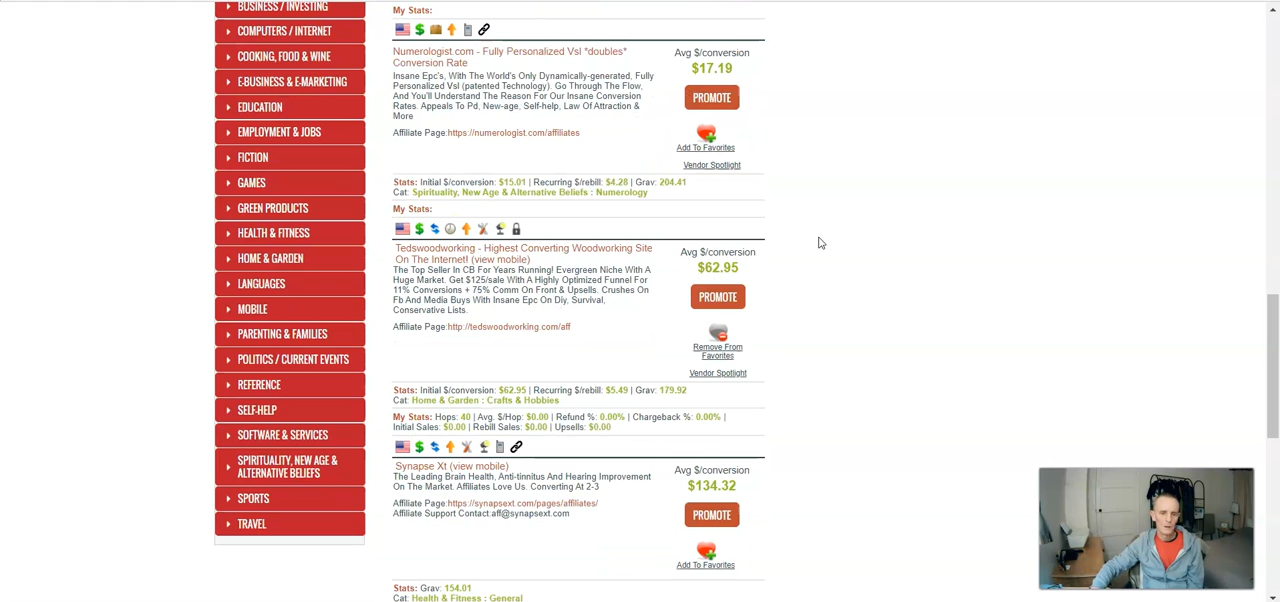 BUSINESS / INVESTING
COMPUTERS / INTERNET
COOKING, FOOD & WINE
E-BUSINESS & E-MARKETING
EDUCATION
EMPLOYMENT & JOBS
FICTION
GAMES
GREEN PRODUCTS
HEALTH & FITNESS
HOME & GARDEN
LANGUAGES
MOBILE
PARENTING & FAMILIES
POLITICS / CURRENT EVENTS
REFERENCE
SELF-HELP
SOFTWARE & SERVICES
SPIRITUALITY, NEW AGE &
ALTERNATIVE BELIEFS
SPORTS
TRAVEL
My Stats:
Numerologist.com - Fully Personalized Vsl *doubles*
Conversion Rate
Insane Epc's, With The World's Only Dynamically-generated, Fully
Personalized Vsl (patented Technology). Go Through The Flow,
And You'll Understand The Reason For Our Insane Conversion
Rates. Appeals To Pd, New-age, Self-help, Law Of Attraction &
More
Affiliate Page:https://numerologist.com/affiliates
Avg $/conversion
$17.19
PROMOTE
Add To Favorites
Vendor Spotlight
Stats: Initial $/conversion: $15.01 | Recurring $/rebill: $4.28 | Grav: 204.41
Cat: Spirituality, New Age & Alternative Beliefs : Numerology
My Stats:
Tedswoodworking - Highest Converting Woodworking Site
On The Internet! (view mobile)
The Top Seller In CB For Years Running! Evergreen Niche With A
Huge Market. Get $125/sale With A Highly Optimized Funnel For
11% Conversions + 75% Comm On Front & Upsells. Crushes On
Fb And Media Buys With Insane Epc On Diy, Survival,
Conservative Lists.
Affiliate Page:http://tedswoodworking.com/aff
Avg $/conversion
$62.95
PROMOTE
Remove From
Favorites
Vendor Spotlight
Stats: Initial $/conversion: $62.95 | Recurring $/rebill: $5.49 | Grav: 179.92
Cat: Home & Garden : Crafts & Hobbies
My Stats: Hops: 40 | Avg. $/Hop: $0.00 | Refund %: 0.00% | Chargeback %: 0.00% |
Initial Sales: $0.00 | Rebill Sales: $0.00 | Upsells: $0.00
Synapse Xt (view mobile)
The Leading Brain Health, Anti-tinnitus And Hearing Improvement
On The Market. Affiliates Love Us. Converting At 2-3
Affiliate Page:https://synapsext.com/pages/affiliates/
Affiliate Support Contact:aff@synapsext.com
Avg $/conversion
$134.32
PROMOTE
Add To Favorites
Stats: Grav: 154.01
Cat: Health & Fitness : General